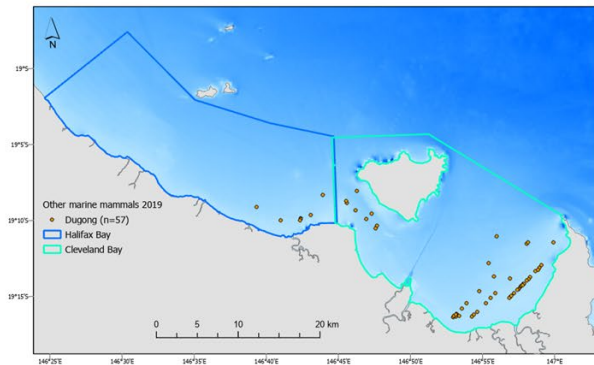 N
19°S
19°5'S
19°10'S
19°15'S
Other marine mammals 2019
Dugong (n=57)
Halifax Bay
Cleveland Bay
0 5 10 20 km
146°25'E 146°30'E 146°35'E 146°40'E 146°45'E 146°50'E 146°55'E 147°E